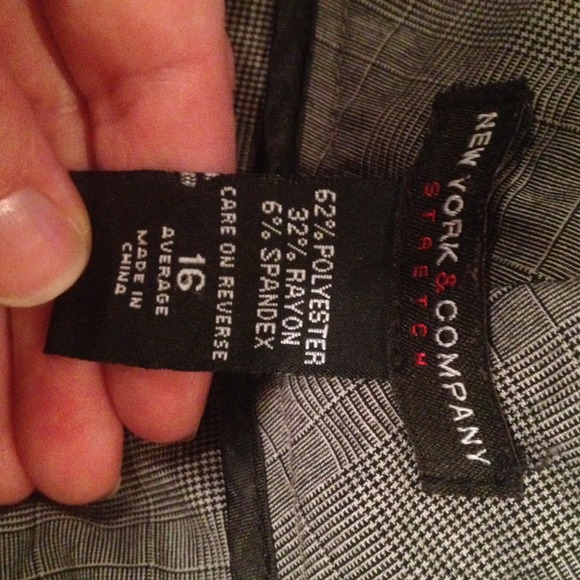 NEW YORK & COMPANY
STRETCH
62% POLYESTER
32% RAYON
6% SPANDEX
CARE ON REVERSE
16
AVERAGE
MADE IN
CHINA